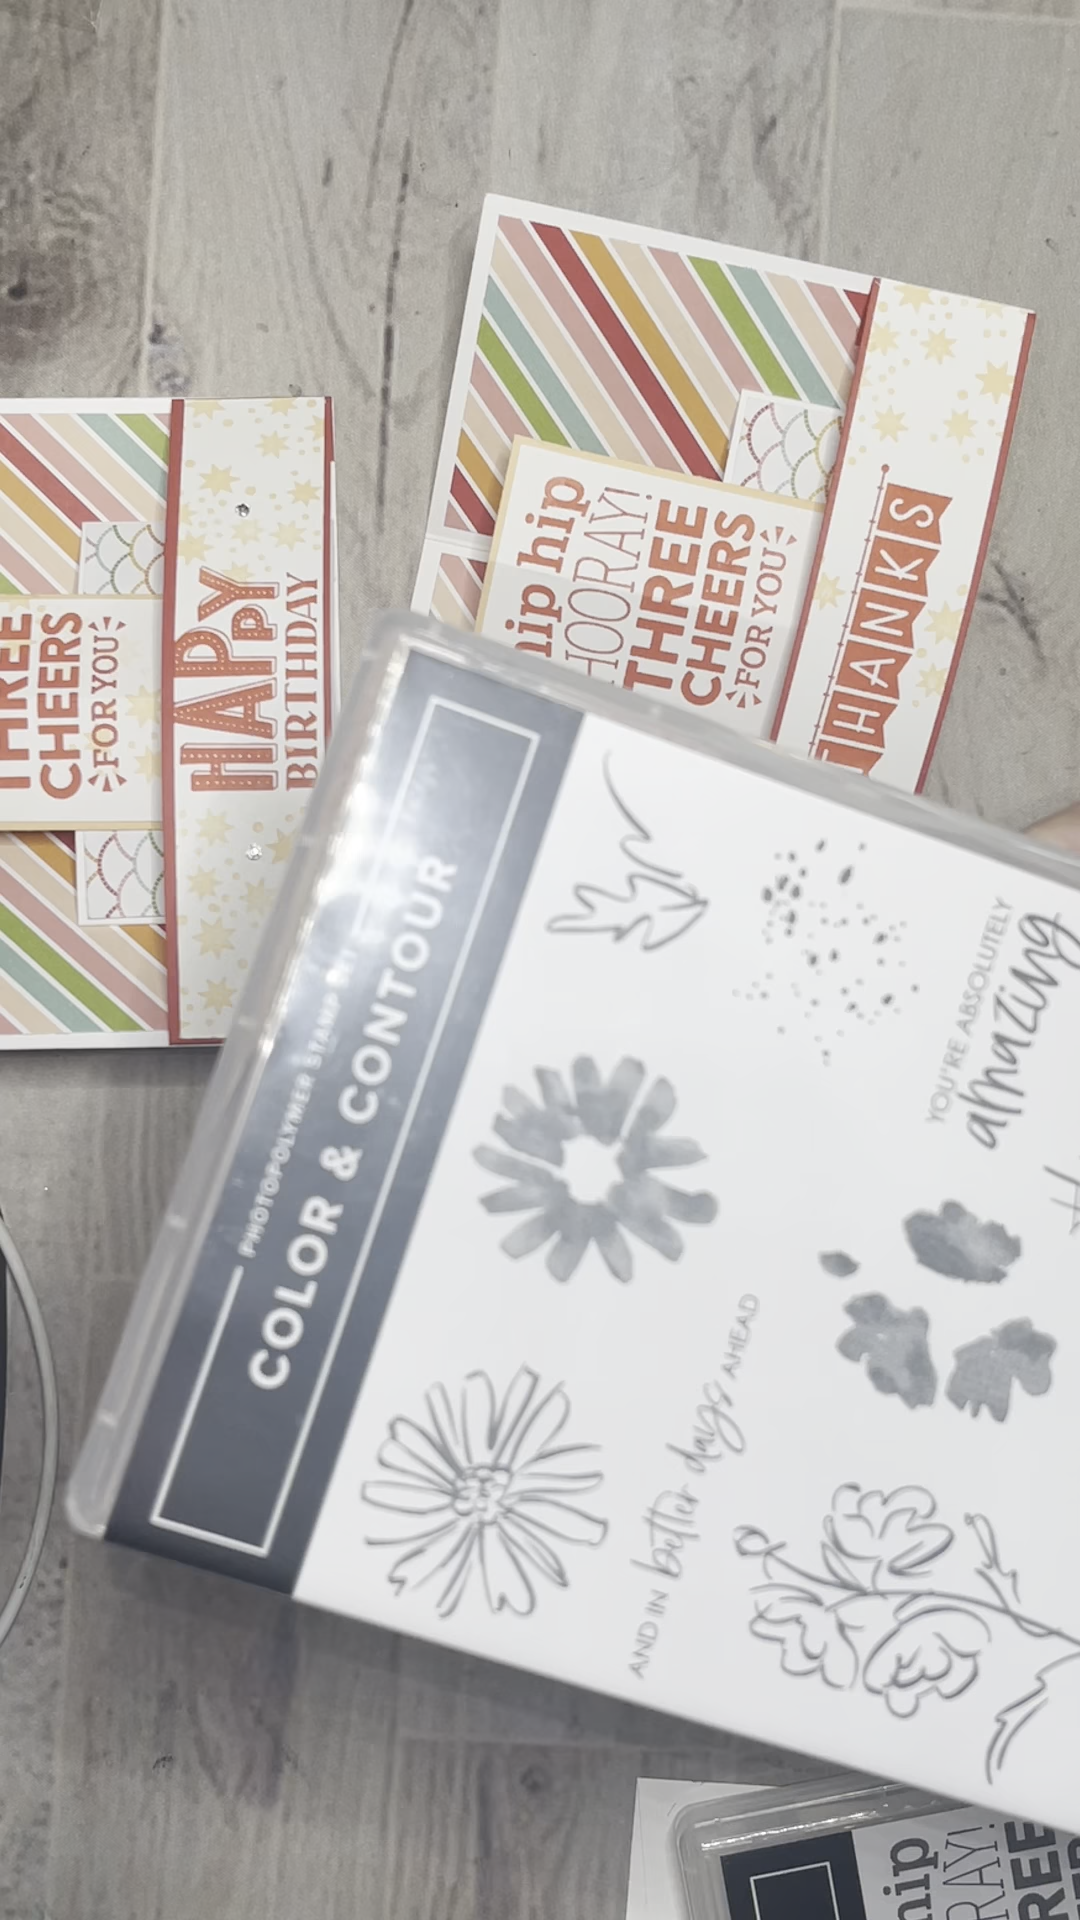 hip hip
HOORAY!
THREE
CHEERS
FOR YOU
THANKS
THREE
CHEERS
FOR YOU
HAPPY
BIRTHDAY
PHOTOPOLYMER STAMP SET
COLOR & CONTOUR
YOU'RE ABSOLUTELY
amazing
AND IN better days AHEAD
hip
RAY!
REE